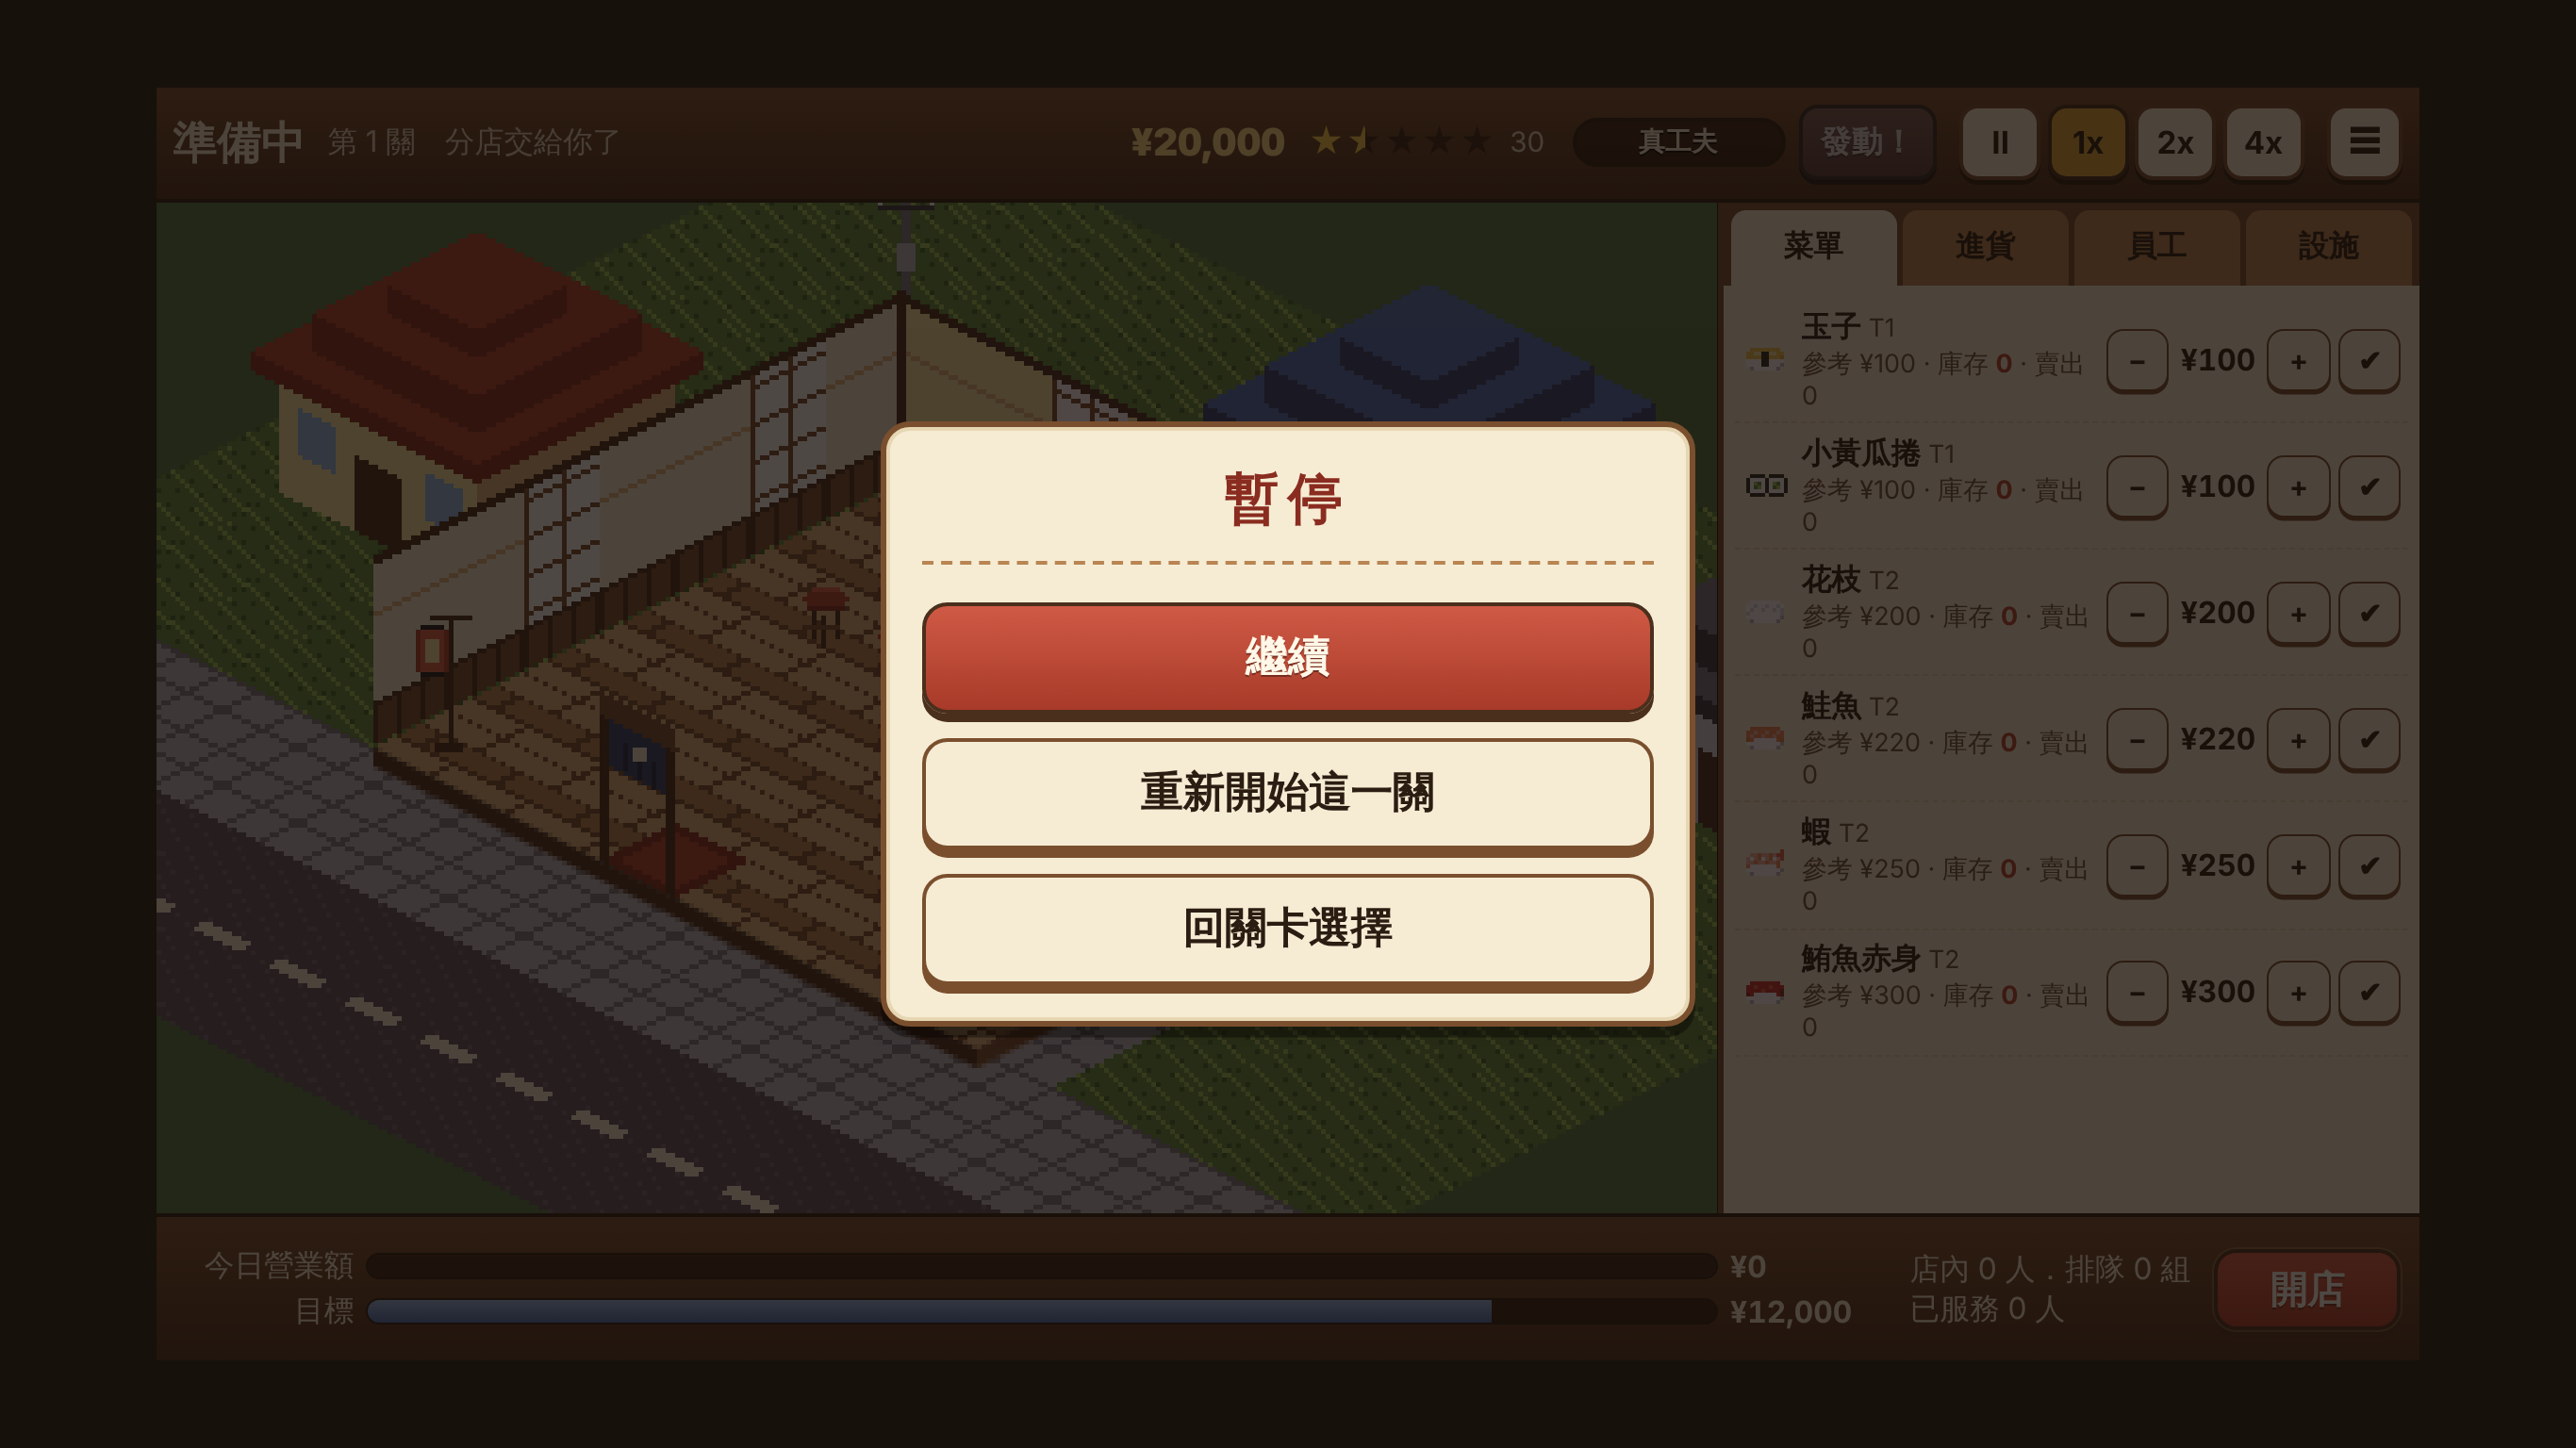 準備中 第 1 關 分店交給你了 ¥20,000 30 真工夫 發動！ II 1x 2x 4x
菜單 進貨 員工 設施
玉子 T1
參考 ¥100 · 庫存 0 · 賣出
0
− ¥100 + ✔
小黃瓜捲 T1
參考 ¥100 · 庫存 0 · 賣出
0
− ¥100 + ✔
花枝 T2
參考 ¥200 · 庫存 0 · 賣出
0
− ¥200 + ✔
鮭魚 T2
參考 ¥220 · 庫存 0 · 賣出
0
− ¥220 + ✔
蝦 T2
參考 ¥250 · 庫存 0 · 賣出
0
− ¥250 + ✔
鮪魚赤身 T2
參考 ¥300 · 庫存 0 · 賣出
0
− ¥300 + ✔
暫停
繼續
重新開始這一關
回關卡選擇
今日營業額 ¥0
目標 ¥12,000
店內 0 人．排隊 0 組
已服務 0 人
開店